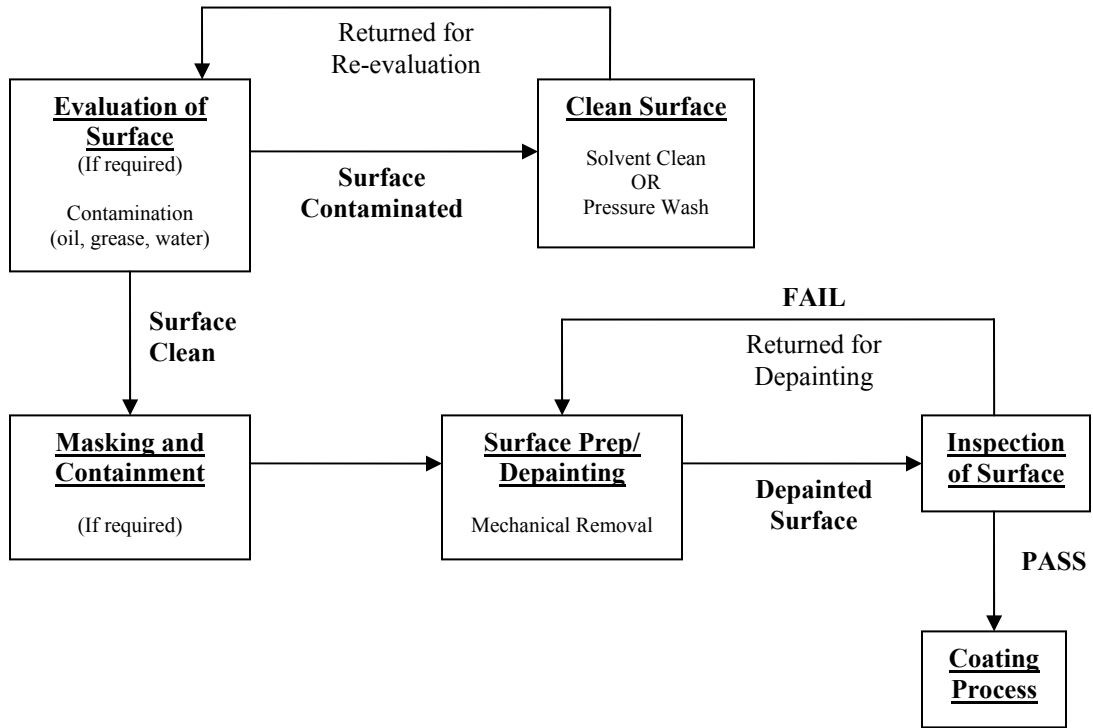 Returned for
Re-evaluation
Evaluation of
Surface
(If required)
Contamination
(oil, grease, water)
Surface
Contaminated
Clean Surface
Solvent Clean
OR
Pressure Wash
Surface
Clean
FAIL
Returned for
Depainting
Masking and
Containment
(If required)
Surface Prep/
Depainting
Mechanical Removal
Depainted
Surface
Inspection
of Surface
PASS
Coating
Process